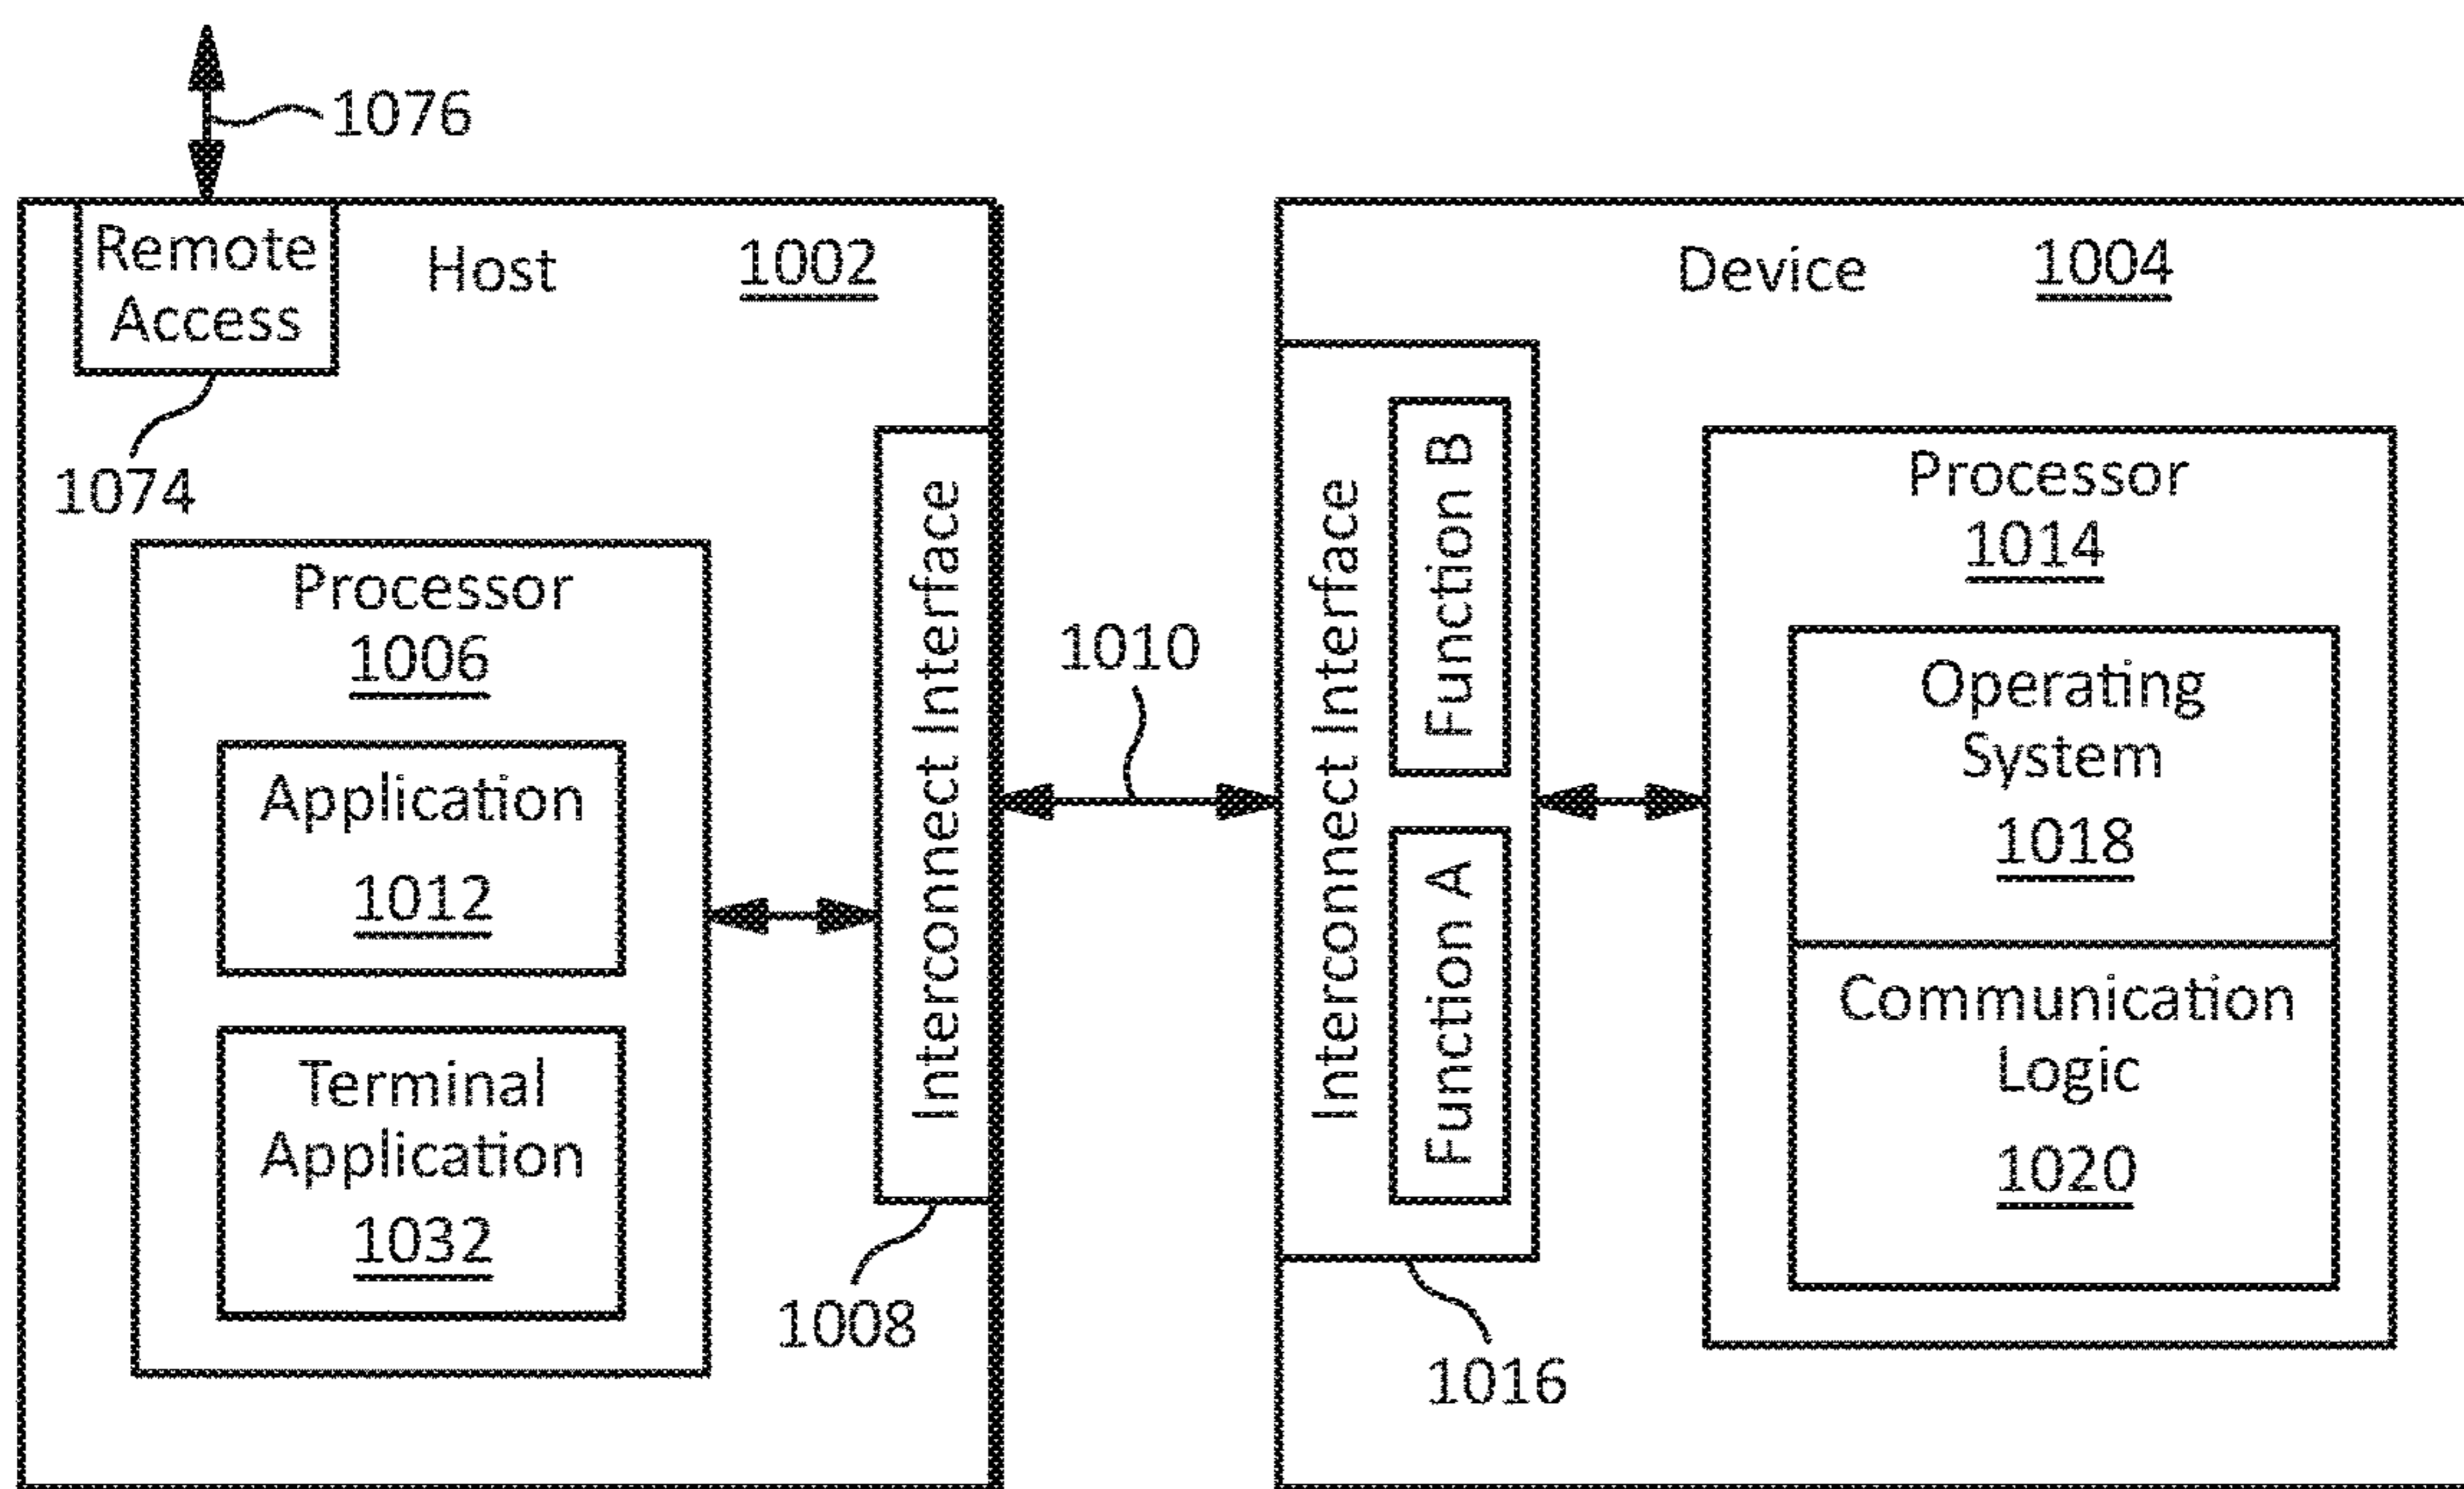 1076
Remote
Access
Host
1002
1074
Processor
1006
Application
1012
Terminal
Application
1032
Interconnect Interface
1008
1010
Device
1004
Interconnect Interface
Function B
Function A
1016
Processor
1014
Operating
System
1018
Communication
Logic
1020